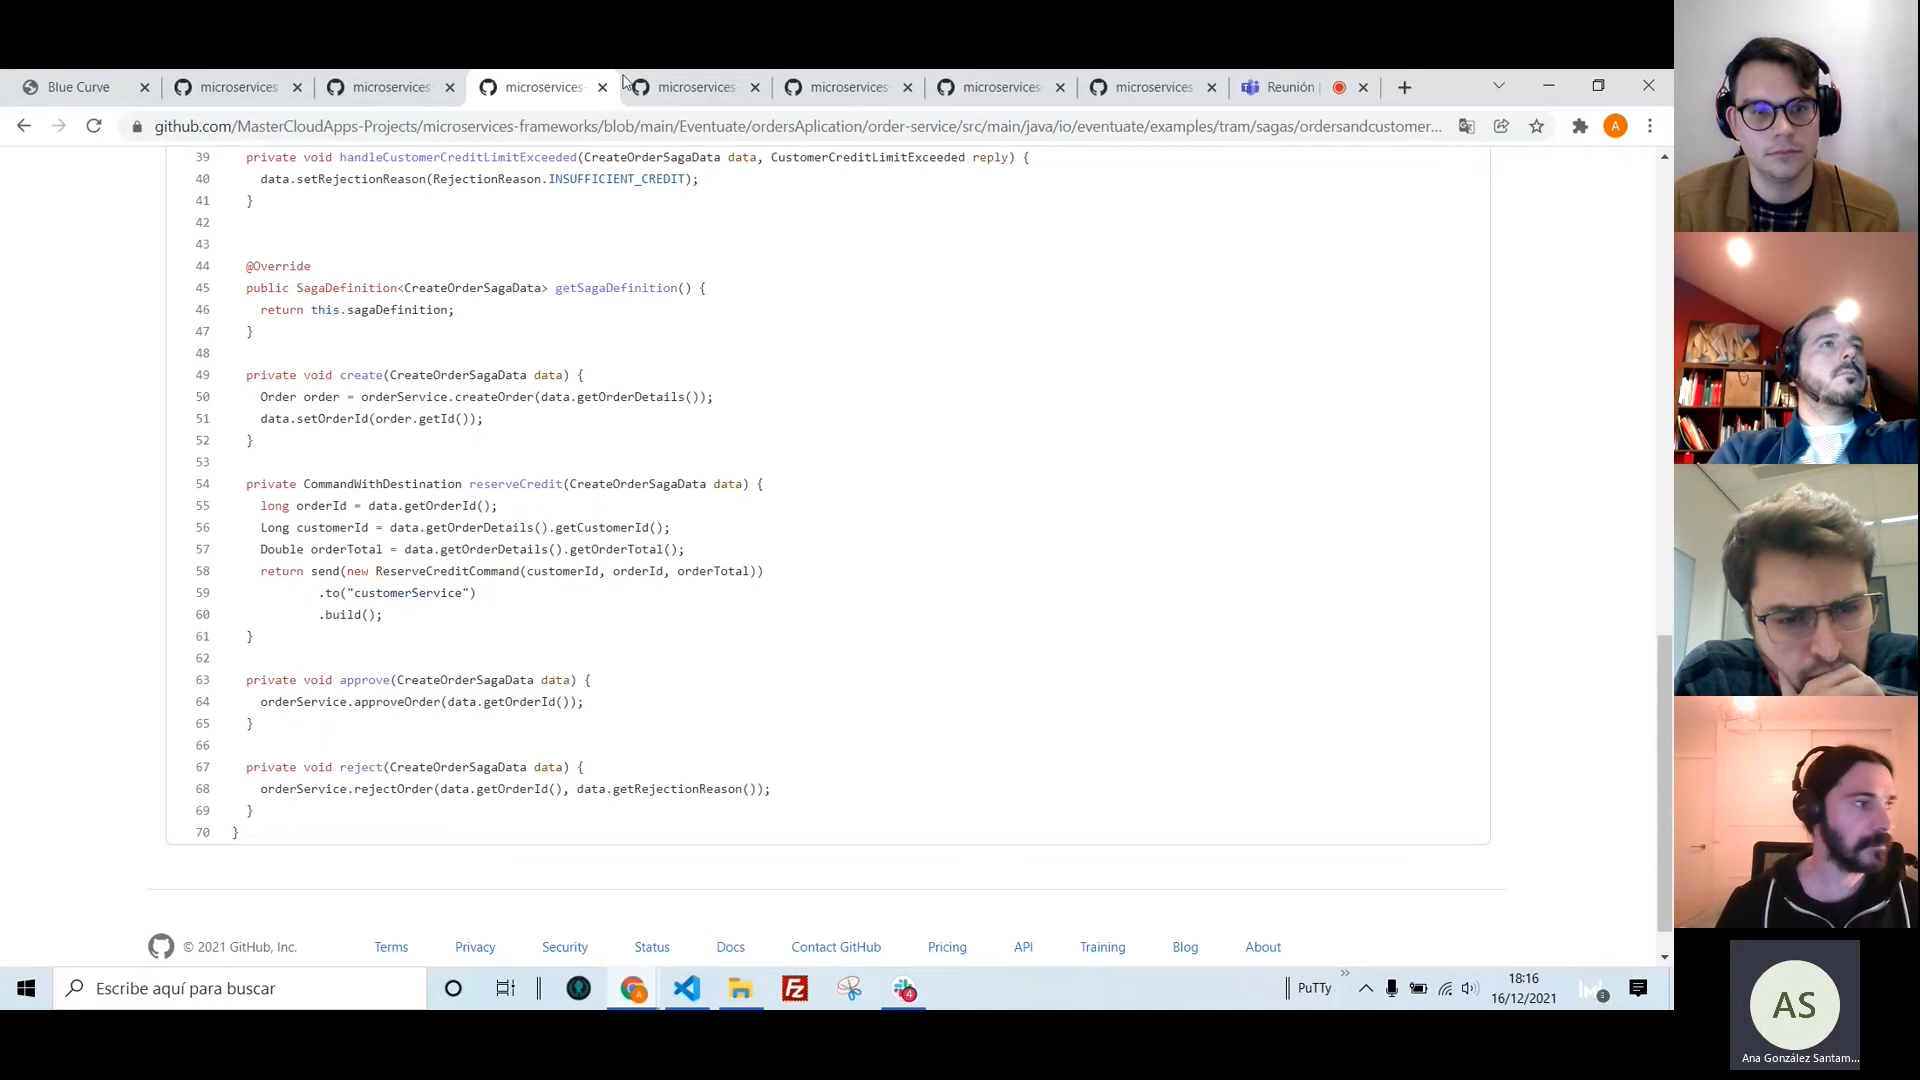 Blue Curve
microservices-
microservices-
microservices-
microservices-
microservices-
microservices-
microservices-
Reunión
github.com/MasterCloudApps-Projects/microservices-frameworks/blob/main/Eventuate/ordersAplication/order-service/src/main/java/io/eventuate/examples/tram/sagas/ordersandcustomer...
A
39 private void handleCustomerCreditLimitExceeded(CreateOrderSagaData data, CustomerCreditLimitExceeded reply) {
40 data.setRejectionReason(RejectionReason.INSUFFICIENT_CREDIT);
41 }
42
43
44 @Override
45 public SagaDefinition<CreateOrderSagaData> getSagaDefinition() {
46 return this.sagaDefinition;
47 }
48
49 private void create(CreateOrderSagaData data) {
50 Order order = orderService.createOrder(data.getOrderDetails());
51 data.setOrderId(order.getId());
52 }
53
54 private CommandWithDestination reserveCredit(CreateOrderSagaData data) {
55 long orderId = data.getOrderId();
56 Long customerId = data.getOrderDetails().getCustomerId();
57 Double orderTotal = data.getOrderDetails().getOrderTotal();
58 return send(new ReserveCreditCommand(customerId, orderId, orderTotal))
59 .to("customerService")
60 .build();
61 }
62
63 private void approve(CreateOrderSagaData data) {
64 orderService.approveOrder(data.getOrderId());
65 }
66
67 private void reject(CreateOrderSagaData data) {
68 orderService.rejectOrder(data.getOrderId(), data.getRejectionReason());
69 }
70 }
© 2021 GitHub, Inc.
Terms
Privacy
Security
Status
Docs
Contact GitHub
Pricing
API
Training
Blog
About
Escribe aquí para buscar
A
Fz
4
PuTTy
18:16
16/12/2021
AS
Ana González Santam...